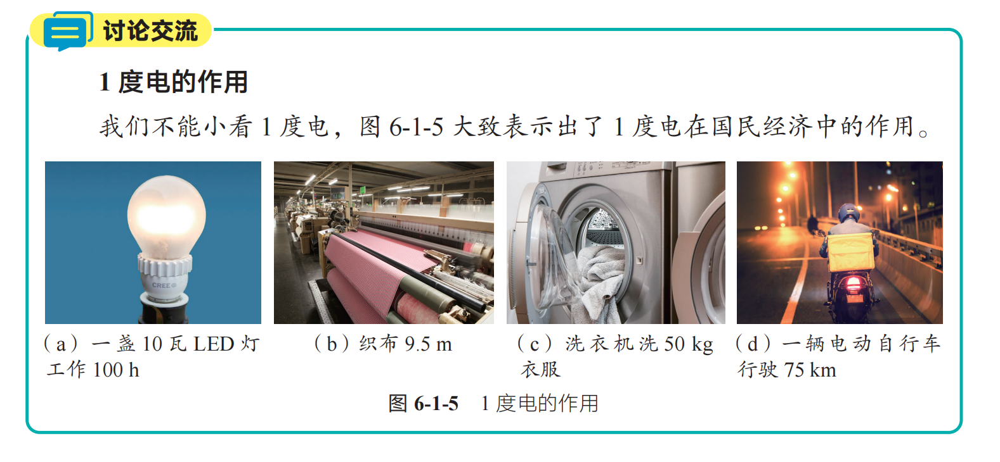 讨论交流
1 度电的作用
我们不能小看 1 度电，图 6-1-5 大致表示出了 1 度电在国民经济中的作用。
CREE
（a）一盏 10 瓦 LED 灯
工作 100 h
（b）织布 9.5 m
（c）洗衣机洗 50 kg
衣服
（d）一辆电动自行车
行驶 75 km
图 6-1-5 1 度电的作用